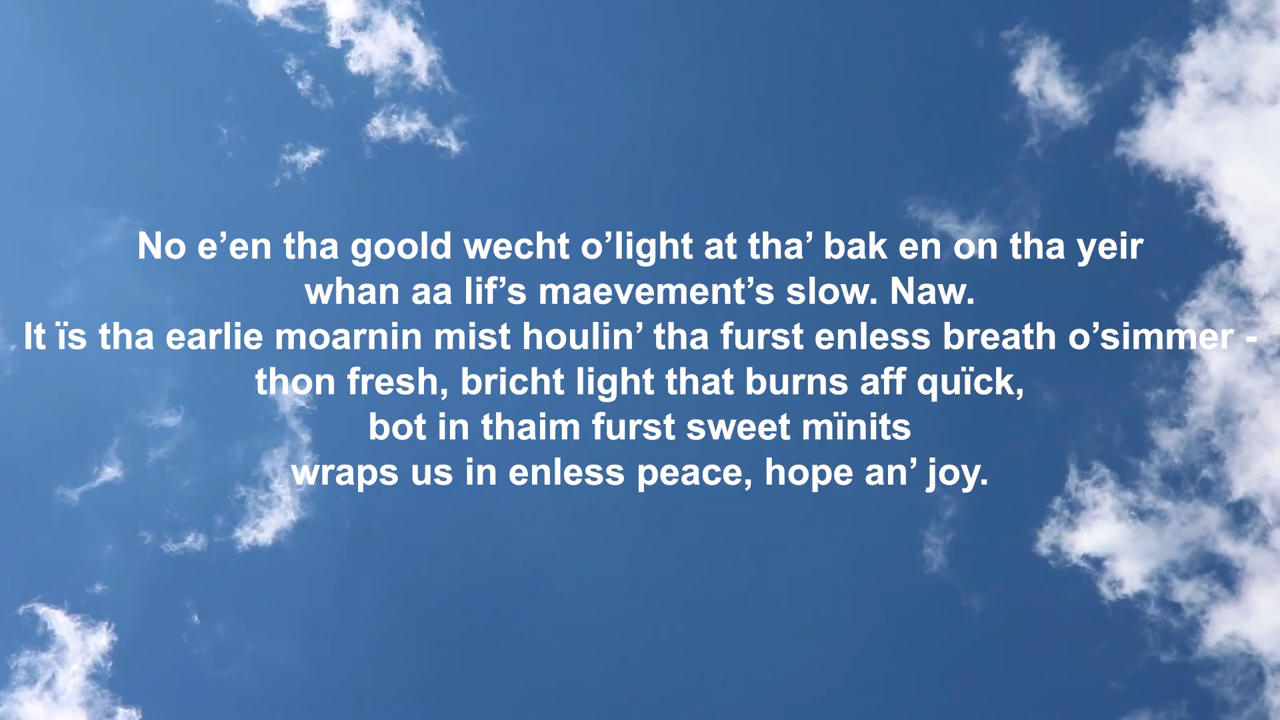 No e’en tha goold wecht o’light at tha’ bak en on tha yeir
whan aa lif’s maevement’s slow. Naw.
It ïs tha earlie moarnin mist houlin’ tha furst enless breath o’simmer -
thon fresh, bricht light that burns aff quïck,
bot in thaim furst sweet mïnits
wraps us in enless peace, hope an’ joy.